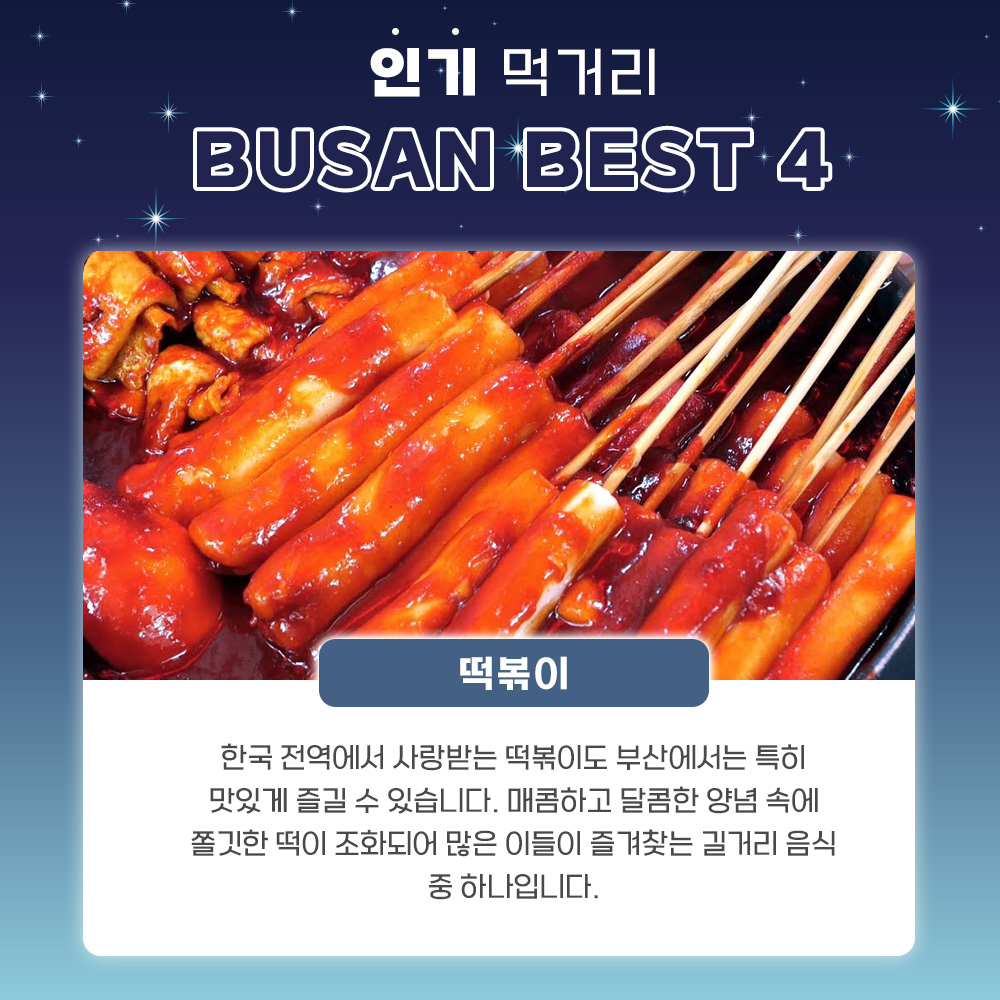 인기 먹거리
BUSAN BEST 4
떡볶이
한국 전역에서 사랑받는 떡볶이도 부산에서는 특히
맛있게 즐길 수 있습니다. 매콤하고 달콤한 양념 속에
쫄깃한 떡이 조화되어 많은 이들이 즐겨찾는 길거리 음식
중 하나입니다.